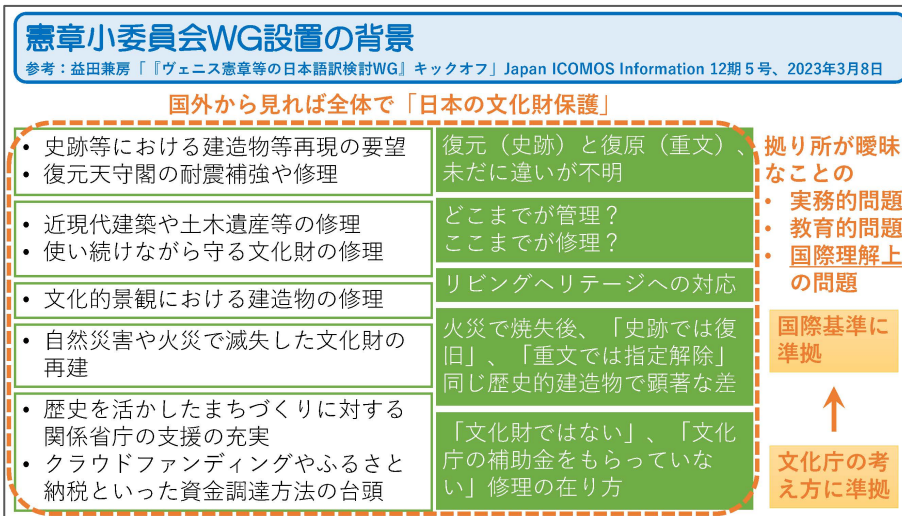 憲章小委員会WG設置の背景
参考：益田兼房「『ヴェニス憲章等の日本語訳検討WG』キックオフ」Japan ICOMOS Information 12期5号、2023年3月8日
国外から見れば全体で「日本の文化財保護」
• 史跡等における建造物等再現の要望
• 復元天守閣の耐震補強や修理
復元（史跡）と復原（重文）、
未だに違いが不明
• 近現代建築や土木遺産等の修理
• 使い続けながら守る文化財の修理
どこまでが管理？
ここまでが修理？
• 文化的景観における建造物の修理
リビングヘリテージへの対応
• 自然災害や火災で滅失した文化財の
再建
火災で焼失後、「史跡では復
旧」、「重文では指定解除」
同じ歴史的建造物で顕著な差
• 歴史を活かしたまちづくりに対する
関係省庁の支援の充実
• クラウドファンディングやふるさと
納税といった資金調達方法の台頭
「文化財ではない」、「文化
庁の補助金をもらっていな
い」修理の在り方
拠り所が曖昧
なことの
• 実務的問題
• 教育的問題
• 国際理解上
の問題
国際基準に
準拠
文化庁の考
え方に準拠